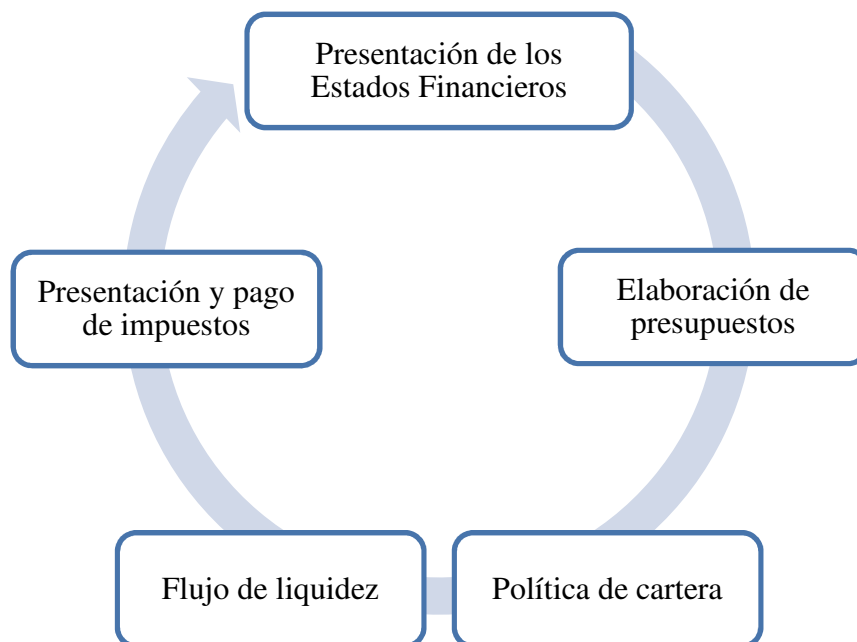 Presentación de los
Estados Financieros
Elaboración de
presupuestos
Política de cartera
Flujo de liquidez
Presentación y pago
de impuestos